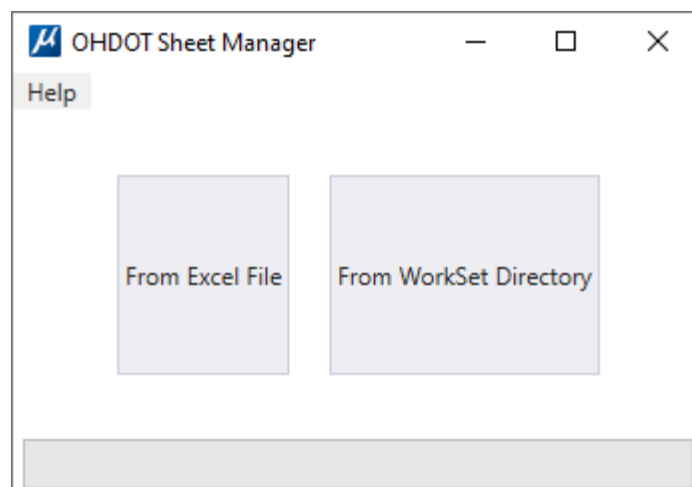 OHDOT Sheet Manager
Help
From Excel File
From WorkSet Directory